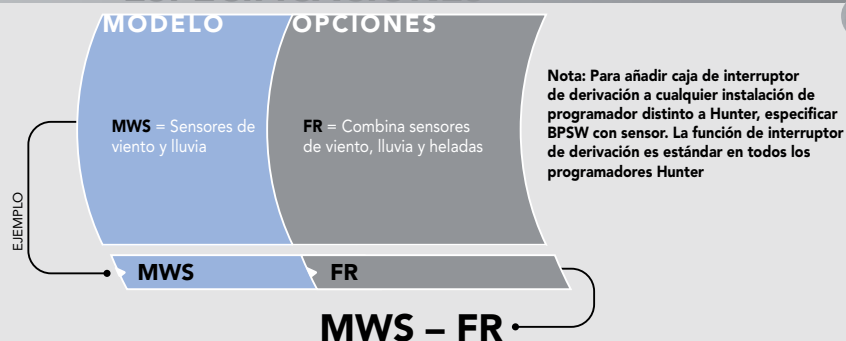 MODELO
OPCIONES
MWS = Sensores de
viento y lluvia
FR = Combina sensores
de viento, lluvia y heladas
Nota: Para añadir caja de interruptor
de derivación a cualquier instalación de
programador distinto a Hunter, especificar
BPSW con sensor. La función de interruptor
de derivación es estándar en todos los
programadores Hunter
EJEMPLO
MWS
FR
MWS – FR